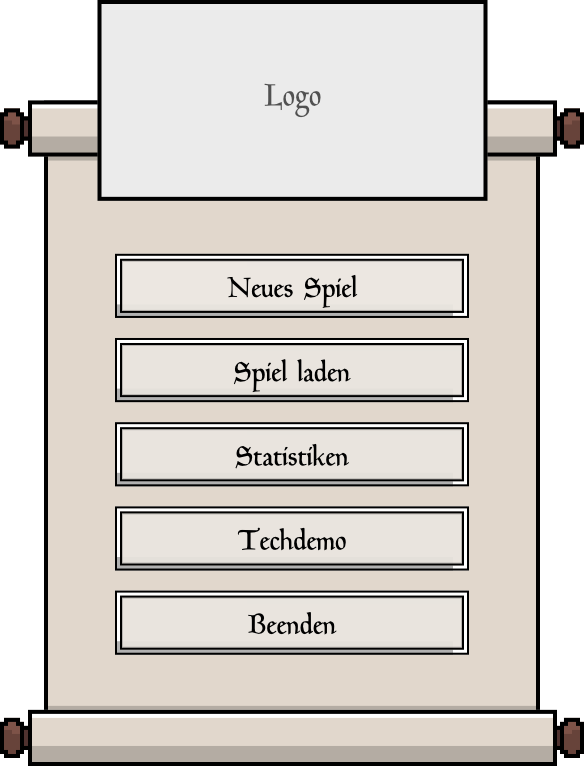 Logo
Neues Spiel
Spiel laden
Statistiken
Techdemo
Beenden